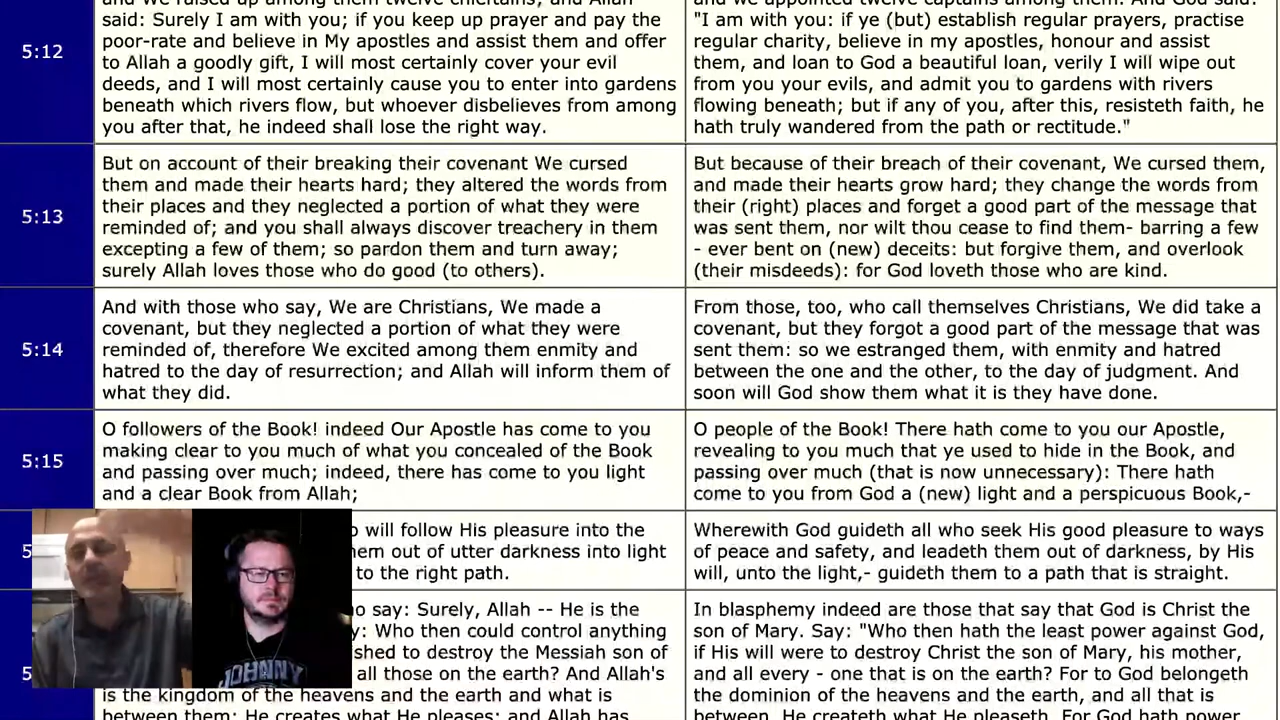 and We raised up among them twelve chieftains; and Allah
said: Surely I am with you; if you keep up prayer and pay the
poor-rate and believe in My apostles and assist them and offer
to Allah a goodly gift, I will most certainly cover your evil
deeds, and I will most certainly cause you to enter into gardens
beneath which rivers flow, but whoever disbelieves from among
you after that, he indeed shall lose the right way.
5:12
and we appointed twelve captains among them. And God said:
"I am with you: if ye (but) establish regular prayers, practise
regular charity, believe in my apostles, honour and assist
them, and loan to God a beautiful loan, verily I will wipe out
from you your evils, and admit you to gardens with rivers
flowing beneath; but if any of you, after this, resisteth faith, he
hath truly wandered from the path or rectitude."
5:13
But on account of their breaking their covenant We cursed
them and made their hearts hard; they altered the words from
their places and they neglected a portion of what they were
reminded of; and you shall always discover treachery in them
excepting a few of them; so pardon them and turn away;
surely Allah loves those who do good (to others).
But because of their breach of their covenant, We cursed them,
and made their hearts grow hard; they change the words from
their (right) places and forget a good part of the message that
was sent them, nor wilt thou cease to find them- barring a few
- ever bent on (new) deceits: but forgive them, and overlook
(their misdeeds): for God loveth those who are kind.
5:14
And with those who say, We are Christians, We made a
covenant, but they neglected a portion of what they were
reminded of, therefore We excited among them enmity and
hatred to the day of resurrection; and Allah will inform them of
what they did.
From those, too, who call themselves Christians, We did take a
covenant, but they forgot a good part of the message that was
sent them: so we estranged them, with enmity and hatred
between the one and the other, to the day of judgment. And
soon will God show them what it is they have done.
5:15
O followers of the Book! indeed Our Apostle has come to you
making clear to you much of what you concealed of the Book
and passing over much; indeed, there has come to you light
and a clear Book from Allah;
O people of the Book! There hath come to you our Apostle,
revealing to you much that ye used to hide in the Book, and
passing over much (that is now unnecessary): There hath
come to you from God a (new) light and a perspicuous Book,-
will follow His pleasure into the
out of utter darkness into light
to the right path.
Wherewith God guideth all who seek His good pleasure to ways
of peace and safety, and leadeth them out of darkness, by His
will, unto the light,- guideth them to a path that is straight.
say: Surely, Allah -- He is the
Who then could control anything
all those on the earth? And Allah's
is the kingdom of the heavens and the earth and what is
between them; He creates what He pleases; and Allah has
In blasphemy indeed are those that say that God is Christ the
son of Mary. Say: "Who then hath the least power against God,
if His will were to destroy Christ the son of Mary, his mother,
and all every - one that is on the earth? For to God belongeth
the dominion of the heavens and the earth, and all that is
between. He createth what He pleaseth. For God hath power
JOHNNY